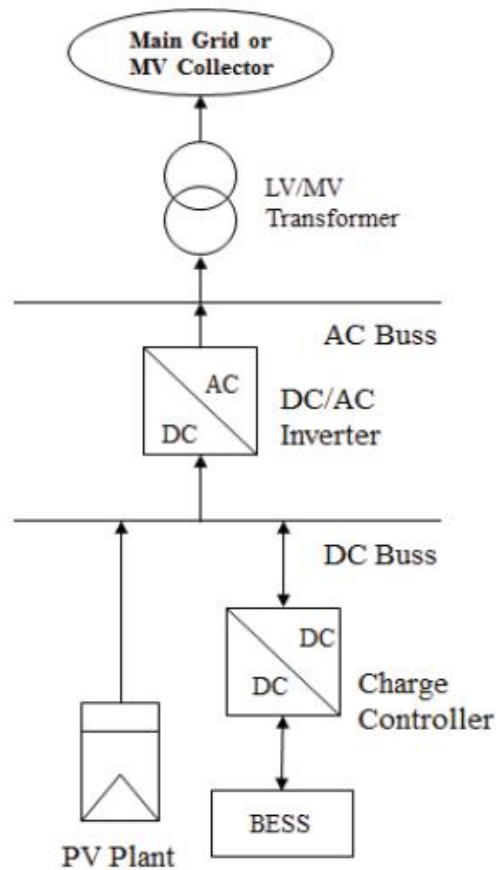 Main Grid or
MV Collector
LV/MV
Transformer
AC Buss
AC
DC
DC/AC
Inverter
DC Buss
DC
DC
Charge
Controller
BESS
PV Plant